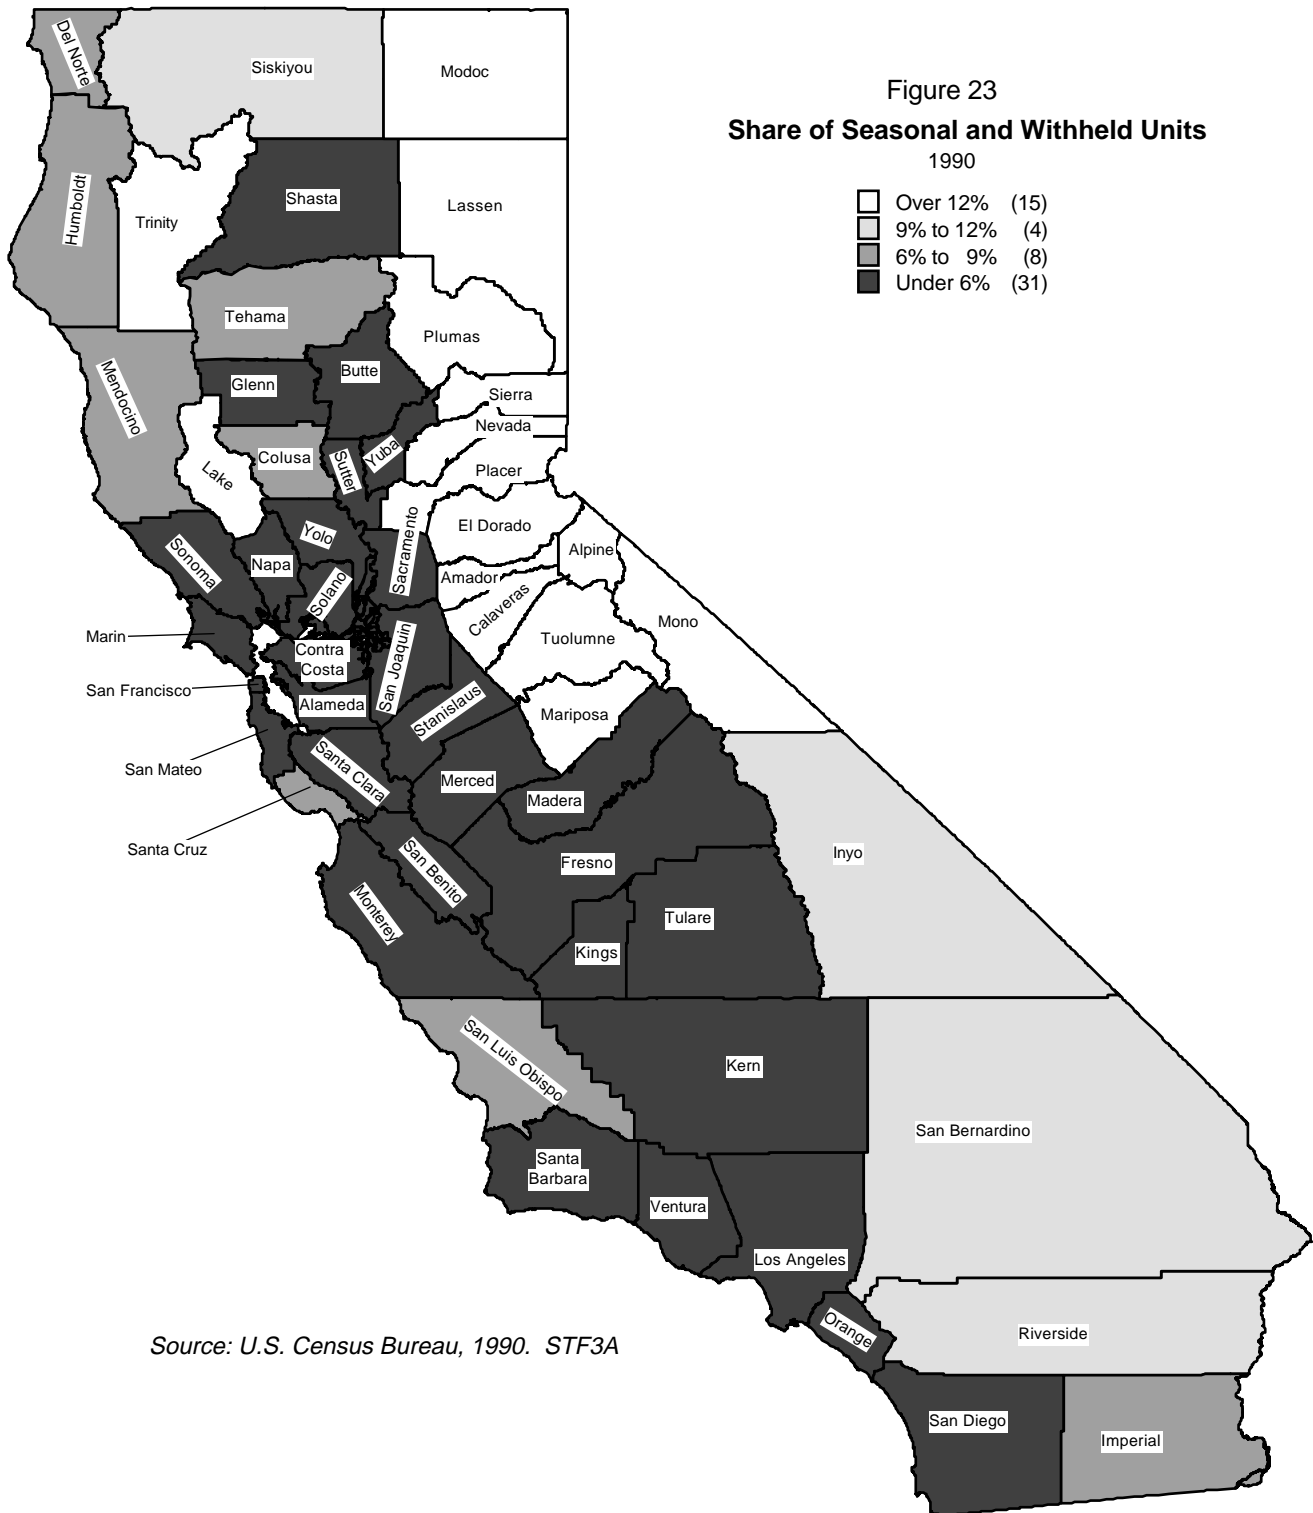 Figure 23
Share of Seasonal and Withheld Units
1990
Over 12% (15)
9% to 12% (4)
6% to 9% (8)
Under 6% (31)
Del Norte
Siskiyou
Modoc
Humboldt
Trinity
Shasta
Lassen
Tehama
Plumas
Mendocino
Glenn
Butte
Sierra
Nevada
Lake
Colusa
Sutter
Yuba
Placer
El Dorado
Sonoma
Napa
Yolo
Solano
Sacramento
Amador
Alpine
Calaveras
Mono
Marin
Contra
Costa
San Joaquin
Tuolumne
San Francisco
Alameda
Stanislaus
Mariposa
San Mateo
Santa Clara
Merced
Madera
Santa Cruz
San Benito
Fresno
Inyo
Monterey
Kings
Tulare
San Luis Obispo
Kern
San Bernardino
Santa
Barbara
Ventura
Los Angeles
Orange
Riverside
San Diego
Imperial
Source: U.S. Census Bureau, 1990. STF3A